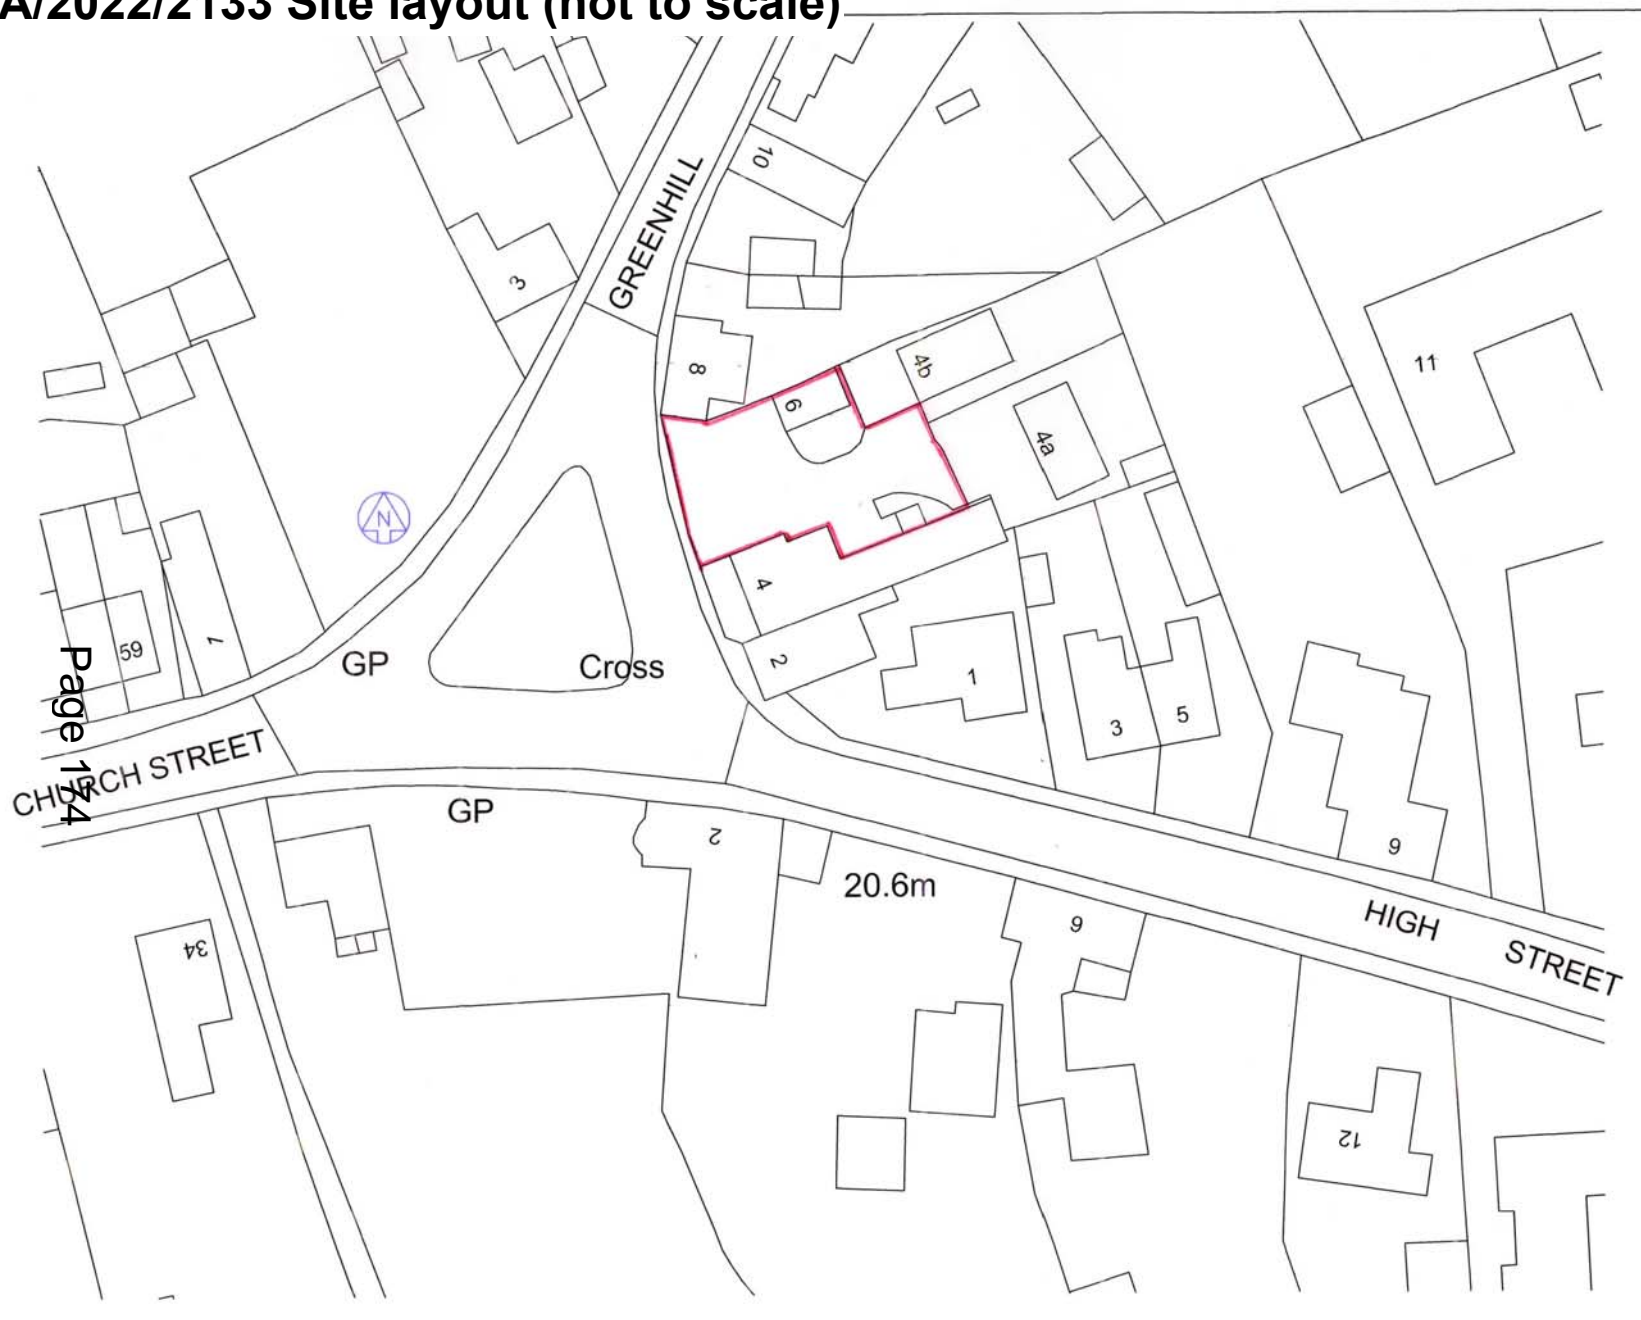 A/2022/2133 Site layout (not to scale)
10
GREENHILL
3
8
4b
6
4a
11
N
4
59
1
GP
Cross
2
1
3
5
CHURCH STREET
Page 174
GP
2
20.6m
9
HIGH STREET
9
34
12